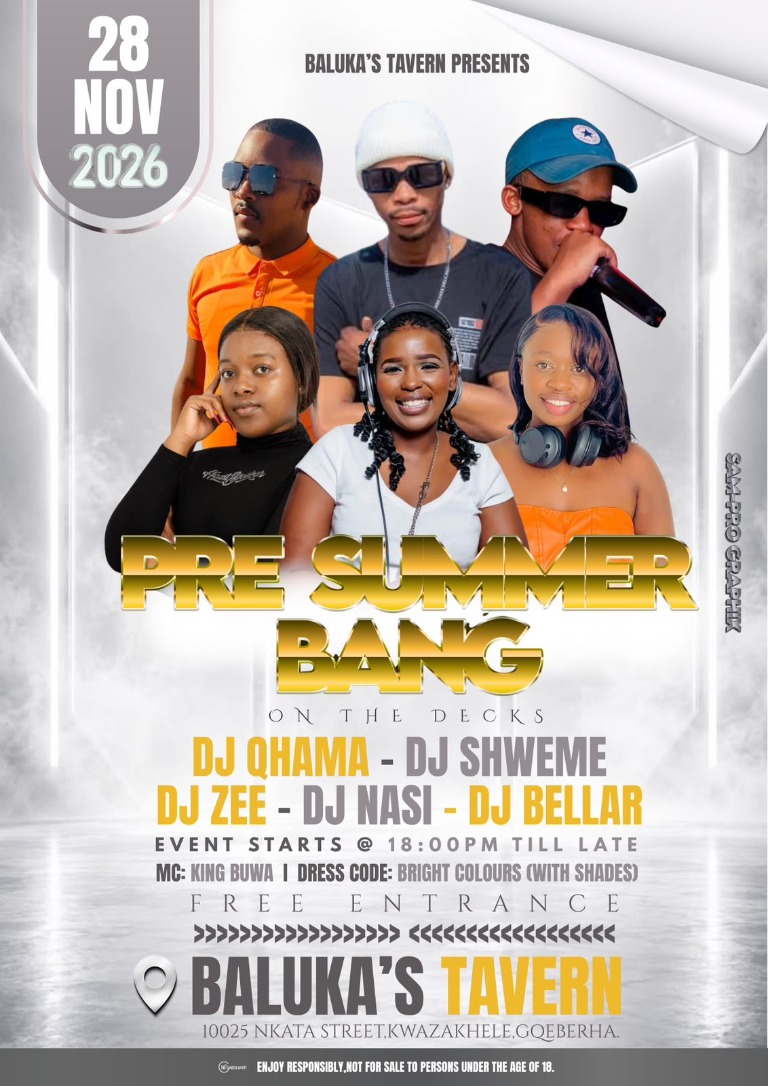 28
NOV
2026
BALUKA'S TAVERN PRESENTS
PRE SUMMER
BANG
ON THE DECKS
DJ QHAMA - DJ SHWEME
DJ ZEE - DJ NASI - DJ BELLAR
EVENT STARTS @ 18:00PM TILL LATE
MC: KING BUWA | DRESS CODE: BRIGHT COLOURS (WITH SHADES)
FREE ENTRANCE
>>>>>>>>>>>>>>>>>>> <<<<<<<<<<<<<<<<<<<
BALUKA'S TAVERN
10025 NKATA STREET,KWAZAKHELE,GQEBERHA.
ENJOY RESPONSIBLY,NOT FOR SALE TO PERSONS UNDER THE AGE OF 18.
SAM-PRO GRAPHIX